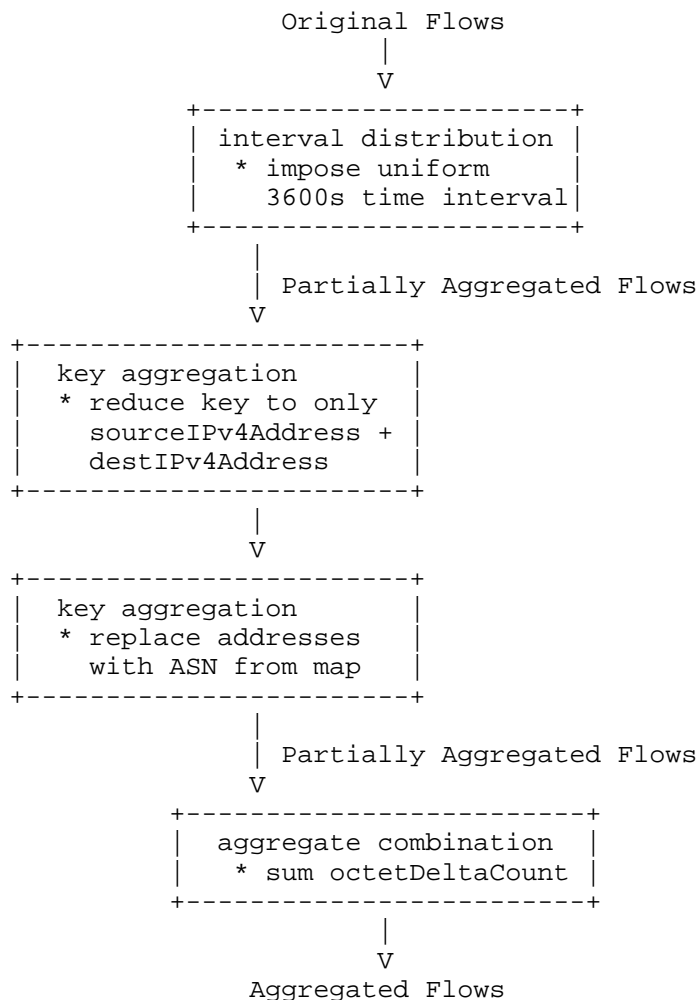 Original Flows
|
V
+-----------------------+
| interval distribution |
| * impose uniform |
| 3600s time interval|
+-----------------------+
|
| Partially Aggregated Flows
V
+------------------------+
| key aggregation |
| * reduce key to only |
| sourceIPv4Address + |
| destIPv4Address |
+------------------------+
|
V
+------------------------+
| key aggregation |
| * replace addresses |
| with ASN from map |
+------------------------+
|
| Partially Aggregated Flows
V
+-------------------------+
| aggregate combination |
| * sum octetDeltaCount |
+-------------------------+
|
V
Aggregated Flows